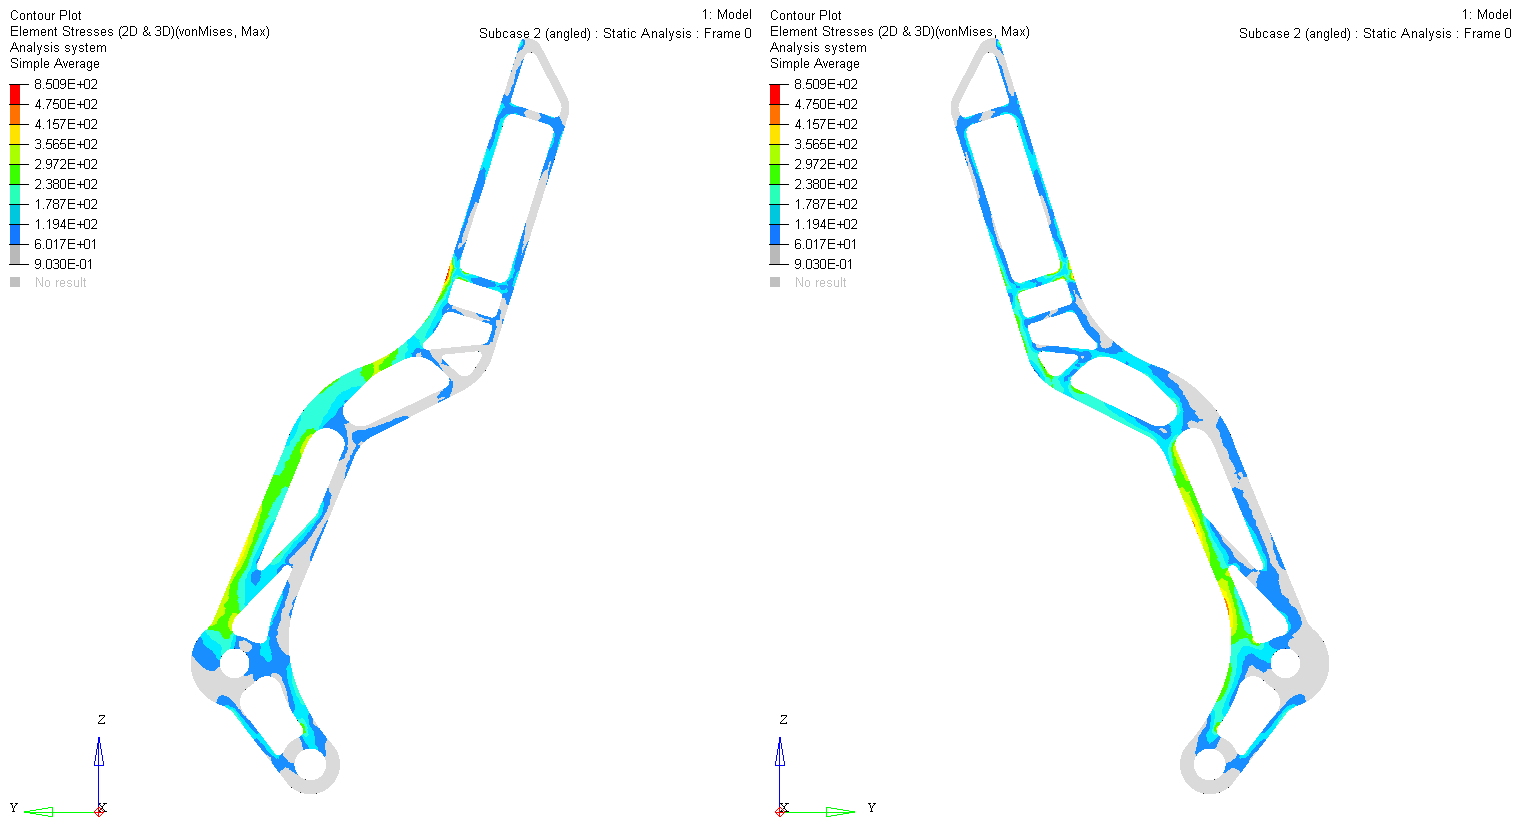 Contour Plot
Element Stresses (2D & 3D)(vonMises, Max)
Analysis system
Simple Average
8.509E+02
4.750E+02
4.157E+02
3.565E+02
2.972E+02
2.380E+02
1.787E+02
1.194E+02
6.017E+01
9.030E-01
No result
1: Model
Subcase 2 (angled) : Static Analysis : Frame 0
Z
Y
X
Contour Plot
Element Stresses (2D & 3D)(vonMises, Max)
Analysis system
Simple Average
8.509E+02
4.750E+02
4.157E+02
3.565E+02
2.972E+02
2.380E+02
1.787E+02
1.194E+02
6.017E+01
9.030E-01
No result
1: Model
Subcase 2 (angled) : Static Analysis : Frame 0
Z
X
Y